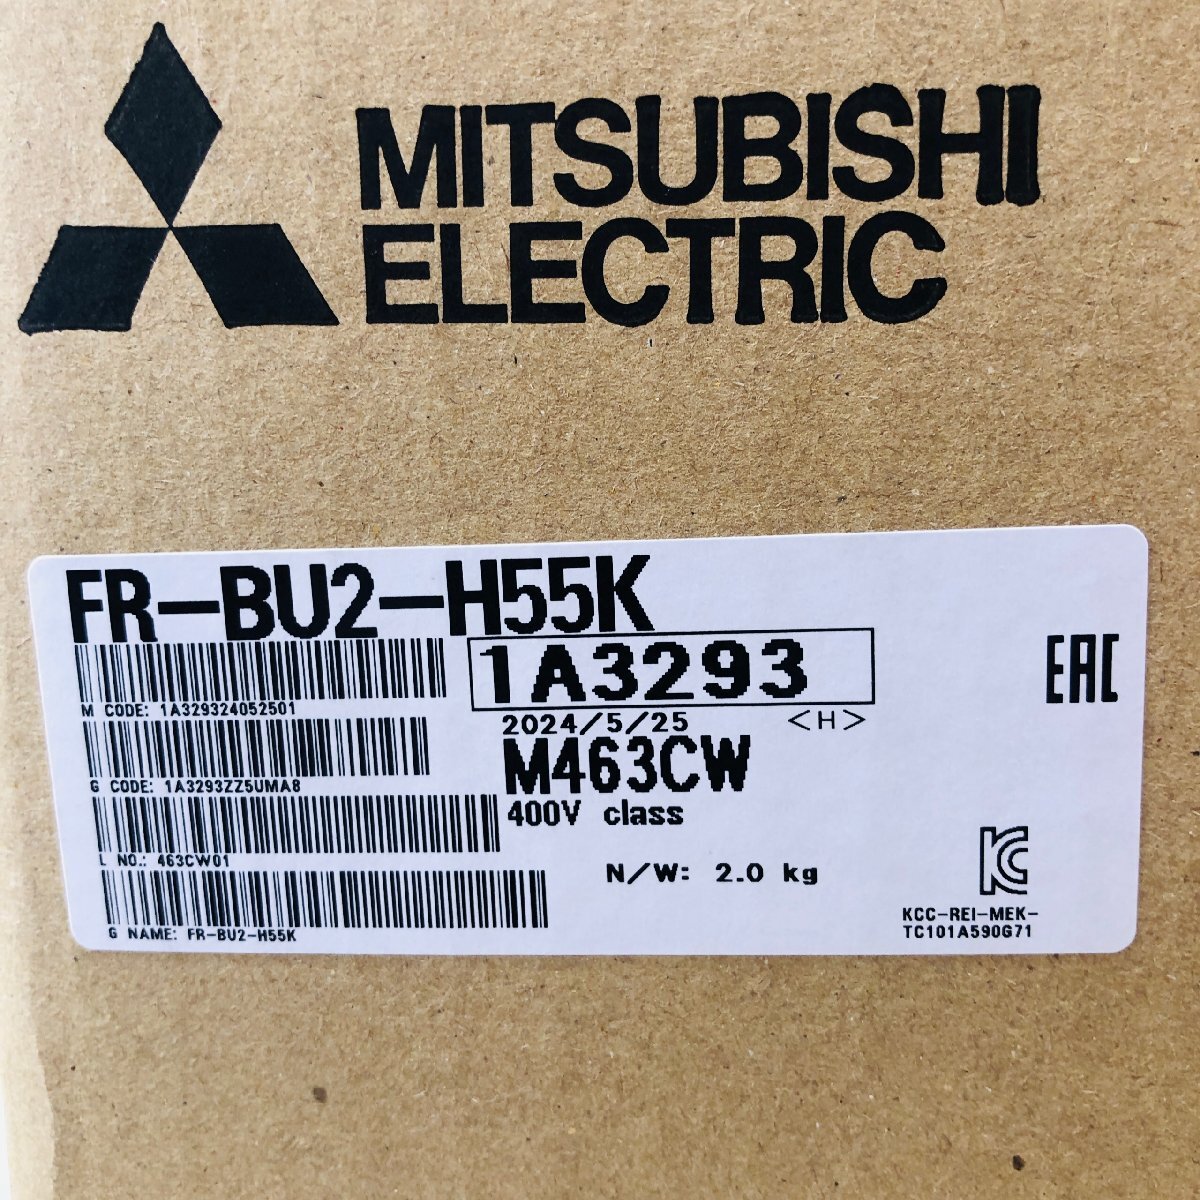 MITSUBISHI
ELECTRIC
FR-BU2-H55K
1A3293
EAC
M CODE: 1A329324052501
2024/5/25 <H>
M463CW
G CODE: 1A3293ZZ5UMA8
400V class
L NO.: 463CW01
N/W: 2.0 kg
KC
KCC-REI-MEK-
TC101A590G71
G NAME: FR-BU2-H55K